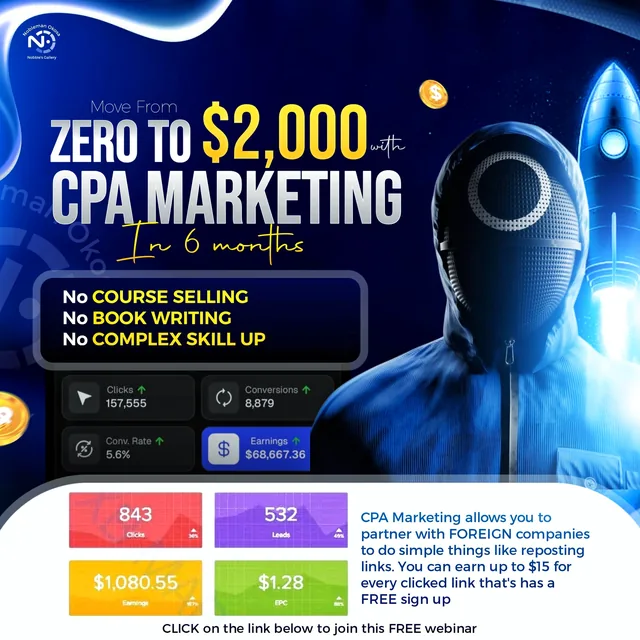 Nobleman Okosa
Noble's Gallery
Move From
ZERO TO $2,000 with
CPA MARKETING
In 6 months
No COURSE SELLING
No BOOK WRITING
No COMPLEX SKILL UP
Clicks
157,555
Conversions
8,879
Conv. Rate
5.6%
Earnings
$68,667.36
843
Clicks
532
Leads
$1,080.55
Earnings
$1.28
EPC
CPA Marketing allows you to
partner with FOREIGN companies
to do simple things like reposting
links. You can earn up to $15 for
every clicked link that's has a
FREE sign up
CLICK on the link below to join this FREE webinar